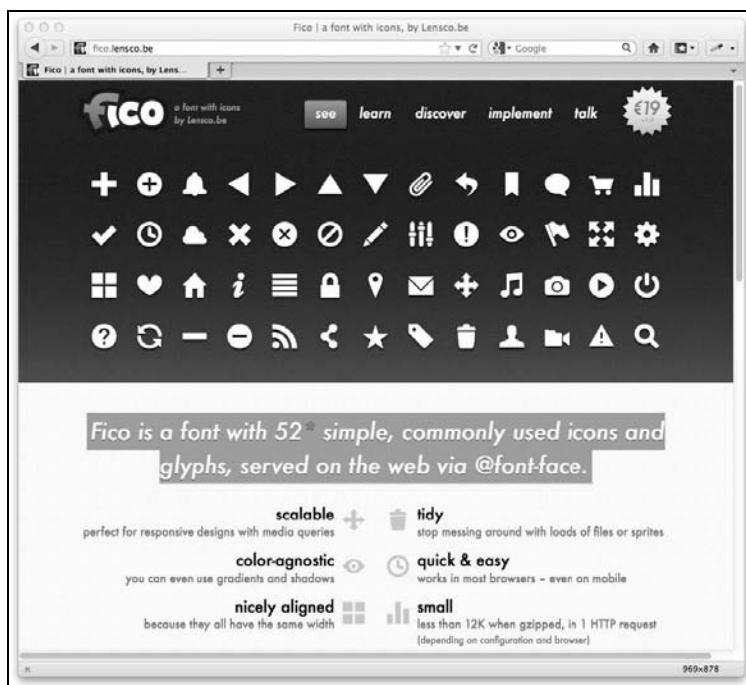 Fico | a font with icons, by Lensco.be
fico.lensco.be
Google
Fico | a font with icons, by Lens...
fico
a font with icons
by Lensco.be
see learn discover implement talk
€19
Fico is a font with 52* simple, commonly used icons and
glyphs, served on the web via @font-face.
scalable
perfect for responsive designs with media queries
tidy
stop messing around with loads of files or sprites
color-agnostic
you can even use gradients and shadows
quick & easy
works in most browsers – even on mobile
nicely aligned
because they all have the same width
small
less than 12K when gzipped, in 1 HTTP request
(depending on configuration and browser)
969×878